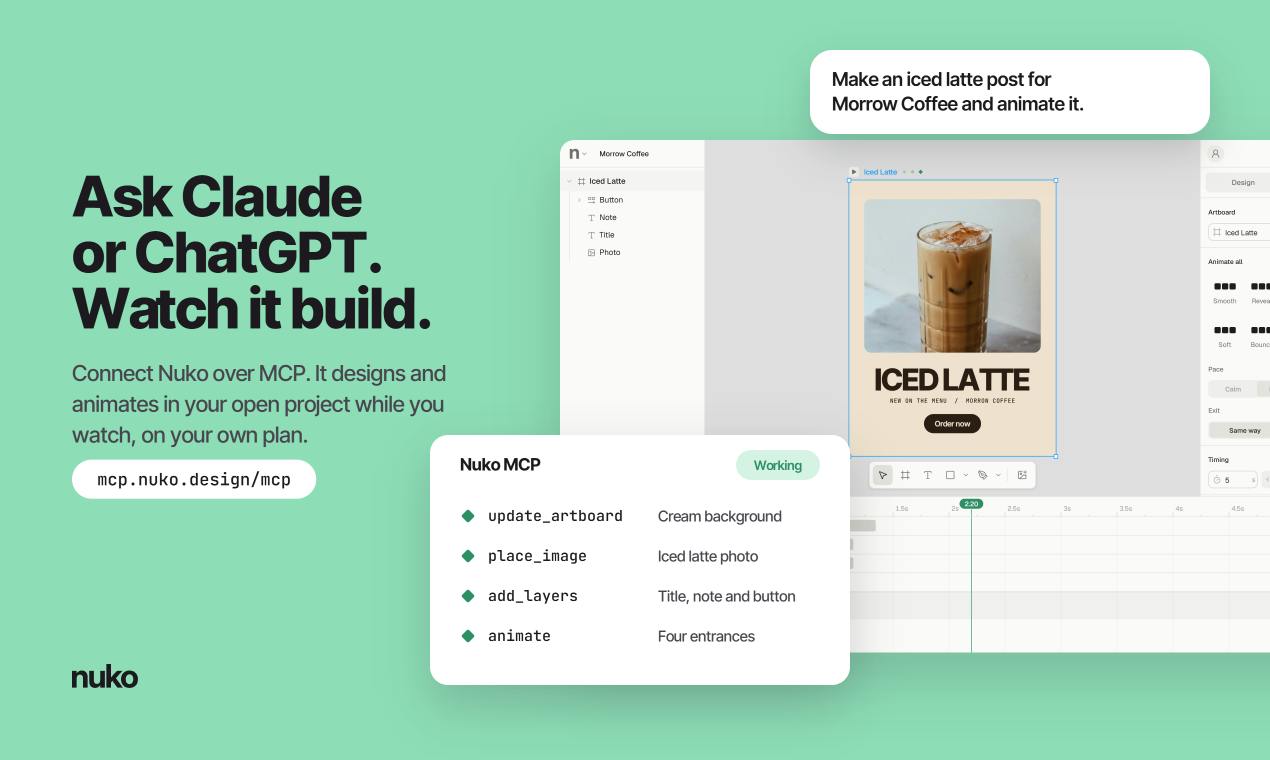 Make an iced latte post for
Morrow Coffee and animate it.
Ask Claude
or ChatGPT.
Watch it build.
Connect Nuko over MCP. It designs and
animates in your open project while you
watch, on your own plan.
mcp.nuko.design/mcp
nuko
n
Morrow Coffee
Iced Latte
Button
Note
Title
Photo
Iced Latte
ICED LATTE
NEW ON THE MENU / MORROW COFFEE
Order now
Design
Artboard
Iced Latte
Animate all
Smooth
Revea
Soft
Bounc
Pace
Calm
Exit
Same way
Timing
5 s
1.5s 2s 2.20 2.5s 3s 3.5s 4s 4.5s
Nuko MCP
Working
update_artboard Cream background
place_image Iced latte photo
add_layers Title, note and button
animate Four entrances